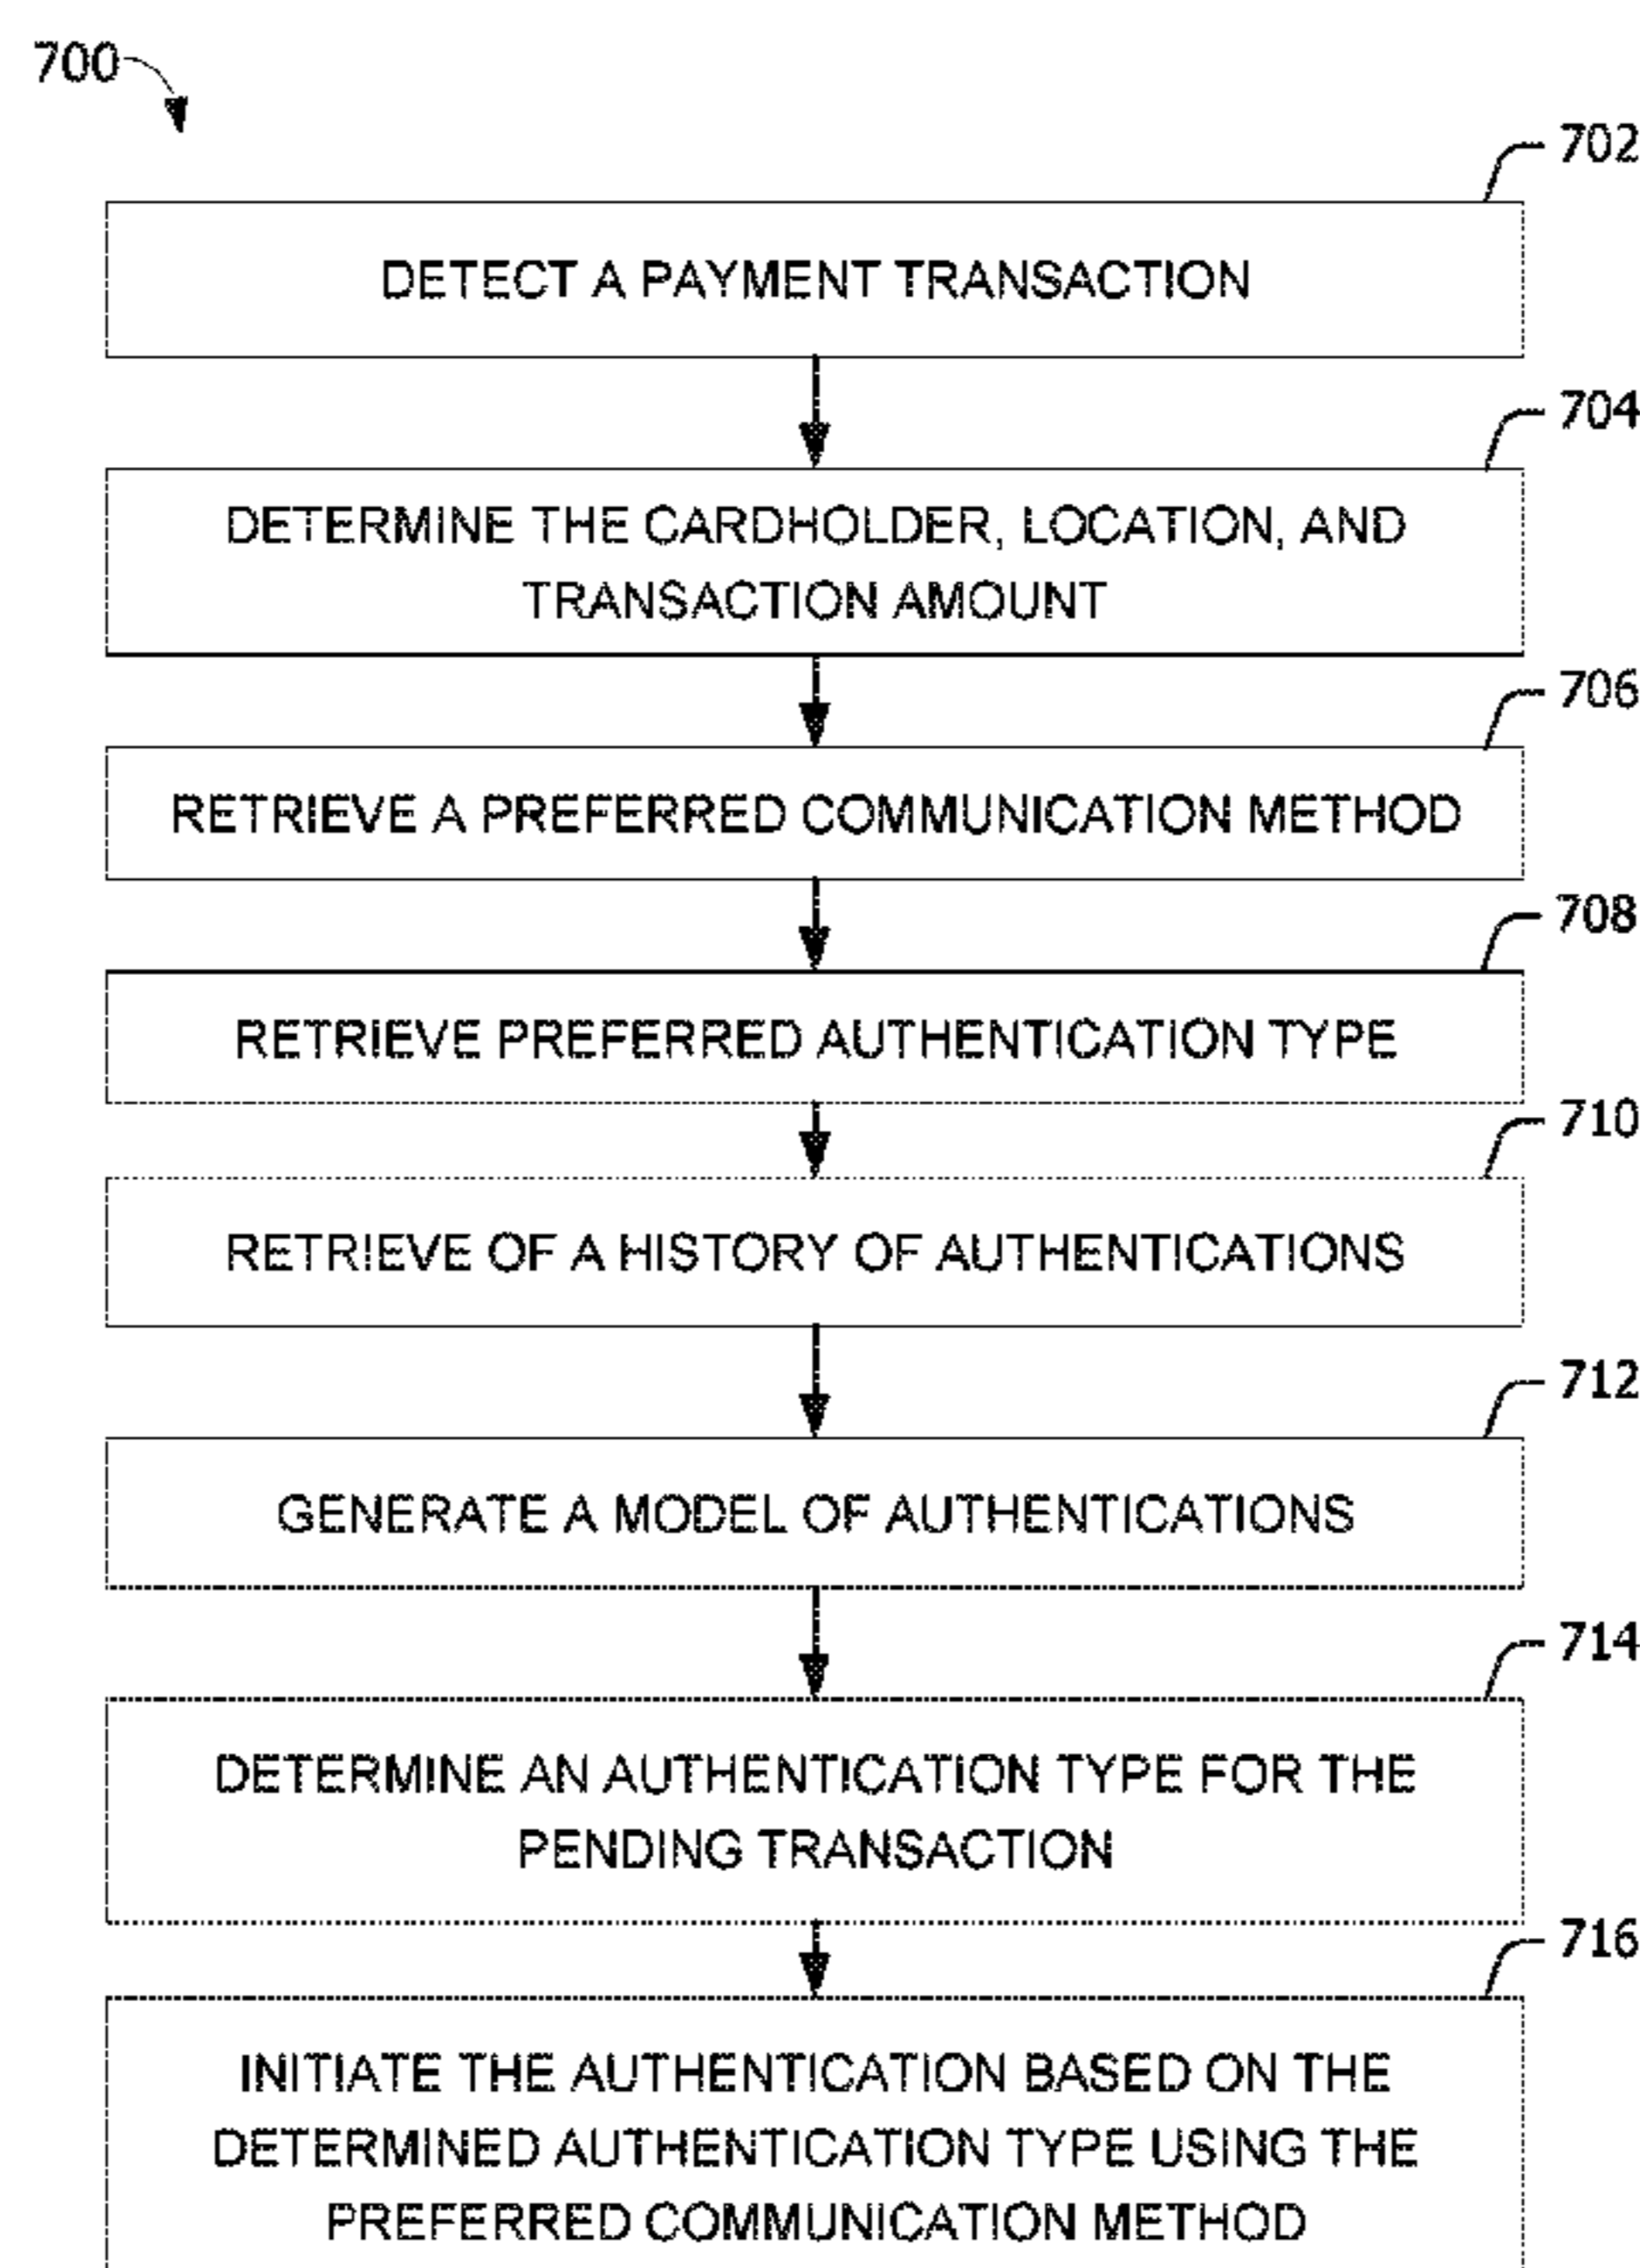 700
702
DETECT A PAYMENT TRANSACTION
704
DETERMINE THE CARDHOLDER, LOCATION, AND
TRANSACTION AMOUNT
706
RETRIEVE A PREFERRED COMMUNICATION METHOD
708
RETRIEVE PREFERRED AUTHENTICATION TYPE
710
RETRIEVE OF A HISTORY OF AUTHENTICATIONS
712
GENERATE A MODEL OF AUTHENTICATIONS
714
DETERMINE AN AUTHENTICATION TYPE FOR THE
PENDING TRANSACTION
716
INITIATE THE AUTHENTICATION BASED ON THE
DETERMINED AUTHENTICATION TYPE USING THE
PREFERRED COMMUNICATION METHOD